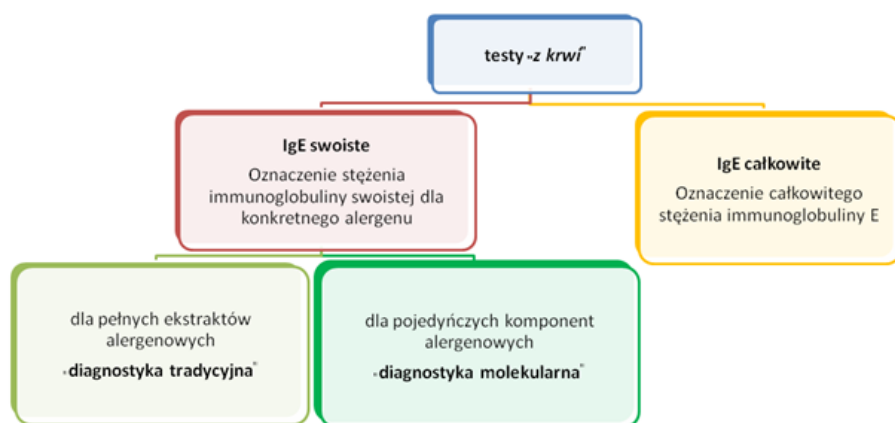 testy "z krwi"
IgE swoiste
Oznaczenie stężenia
immunoglobuliny swoistej dla
konkretnego alergenu
IgE całkowite
Oznaczenie całkowitego
stężenia immunoglobuliny E
dla pełnych ekstraktów
alergenowych
"diagnostyka tradycyjna"
dla pojedyńczych komponent
alergenowych
"diagnostyka molekularna"